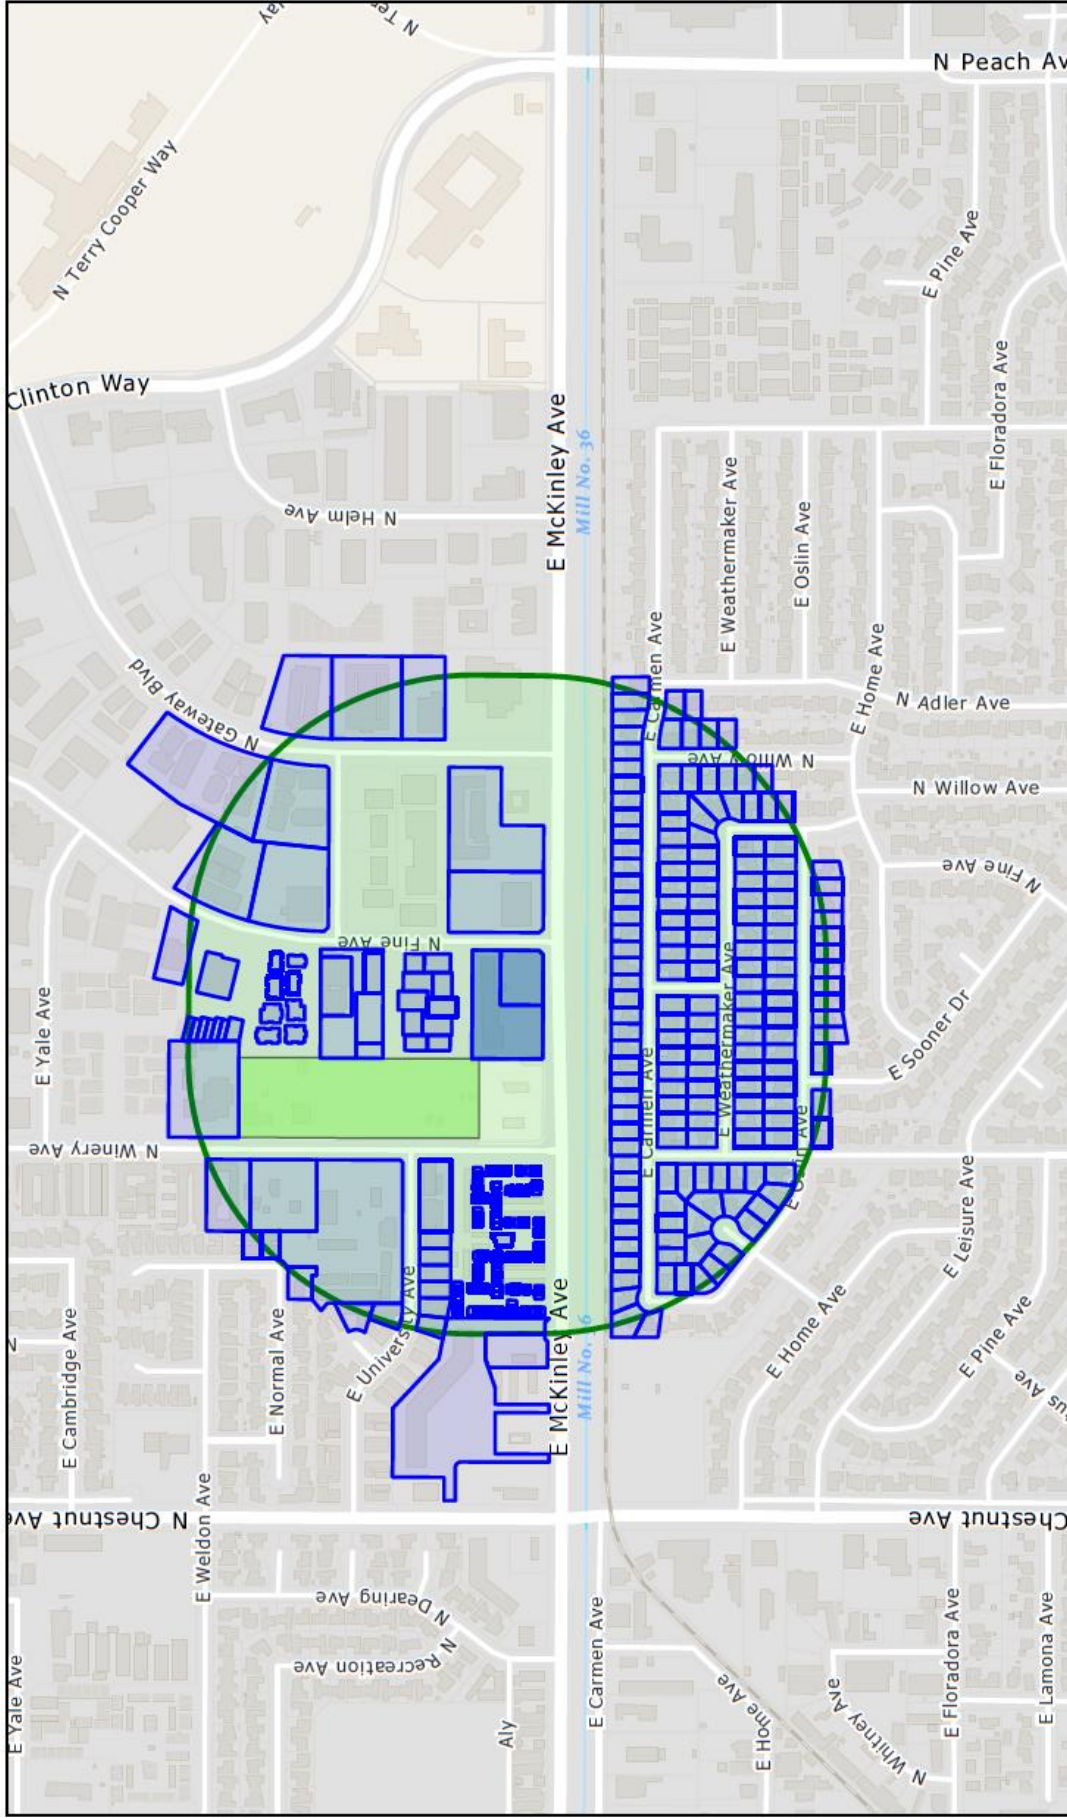 N Ter
N Peach Av
N Terry Cooper Way
E Pine Ave
Clinton Way
E Floradora Ave
E McKinley Ave
Mill No. 36
N Helm Ave
E Weathermaker Ave
E Oslin Ave
E Carmen Ave
E Home Ave
N Adler Ave
N Gateway Blvd
N Willow Ave
N Willow Ave
N Fine Ave
N Fine Ave
E Weathermaker Ave
E Yale Ave
E Sooner Dr
E Carmen Ave
N Winery Ave
E Oslin Ave
E Leisure Ave
E University Ave
E McKinley Ave
Mill No. 36
E Home Ave
E Pine Ave
N
E Cambridge Ave
E Normal Ave
us Ave
N Chestnut Ave
E Weldon Ave
Chestnut Ave
N Dearing Ave
N Recreation Ave
E Yale Ave
Aly
E Carmen Ave
E Home Ave
N Whitney Ave
E Floradora Ave
E Lamona Ave